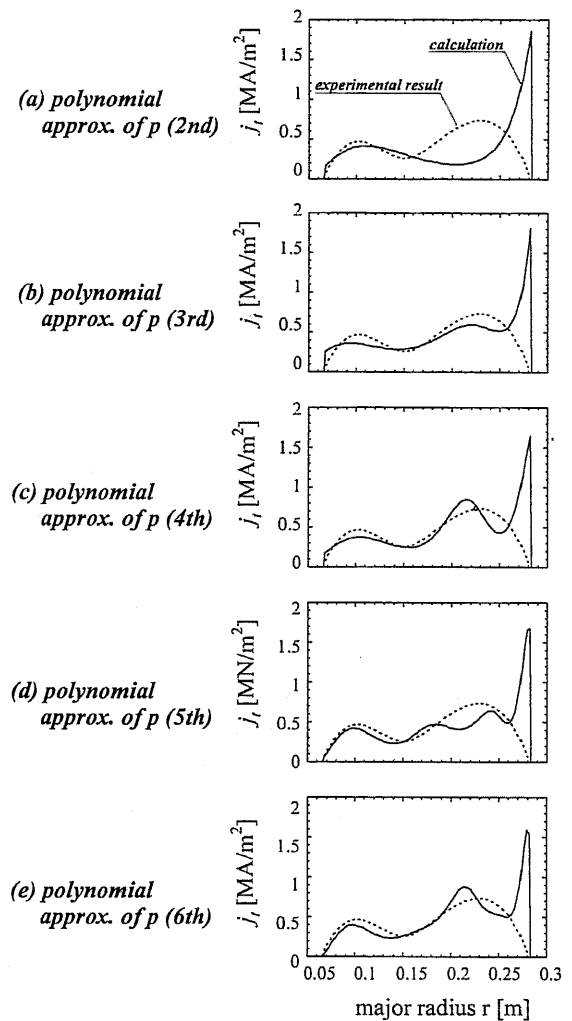 (a) polynomial
approx. of p (2nd)
j_t [MA/m²]
2
1.5
1
0.5
0
calculation
experimental result
(b) polynomial
approx. of p (3rd)
j_t [MA/m²]
2
1.5
1
0.5
0
(c) polynomial
approx. of p (4th)
j_t [MA/m²]
2
1.5
1
0.5
0
(d) polynomial
approx. of p (5th)
j_t [MN/m²]
2
1.5
1
0.5
0
(e) polynomial
approx. of p (6th)
j_t [MA/m²]
2
1.5
1
0.5
0
0.05 0.1 0.15 0.2 0.25 0.3
major radius r [m]